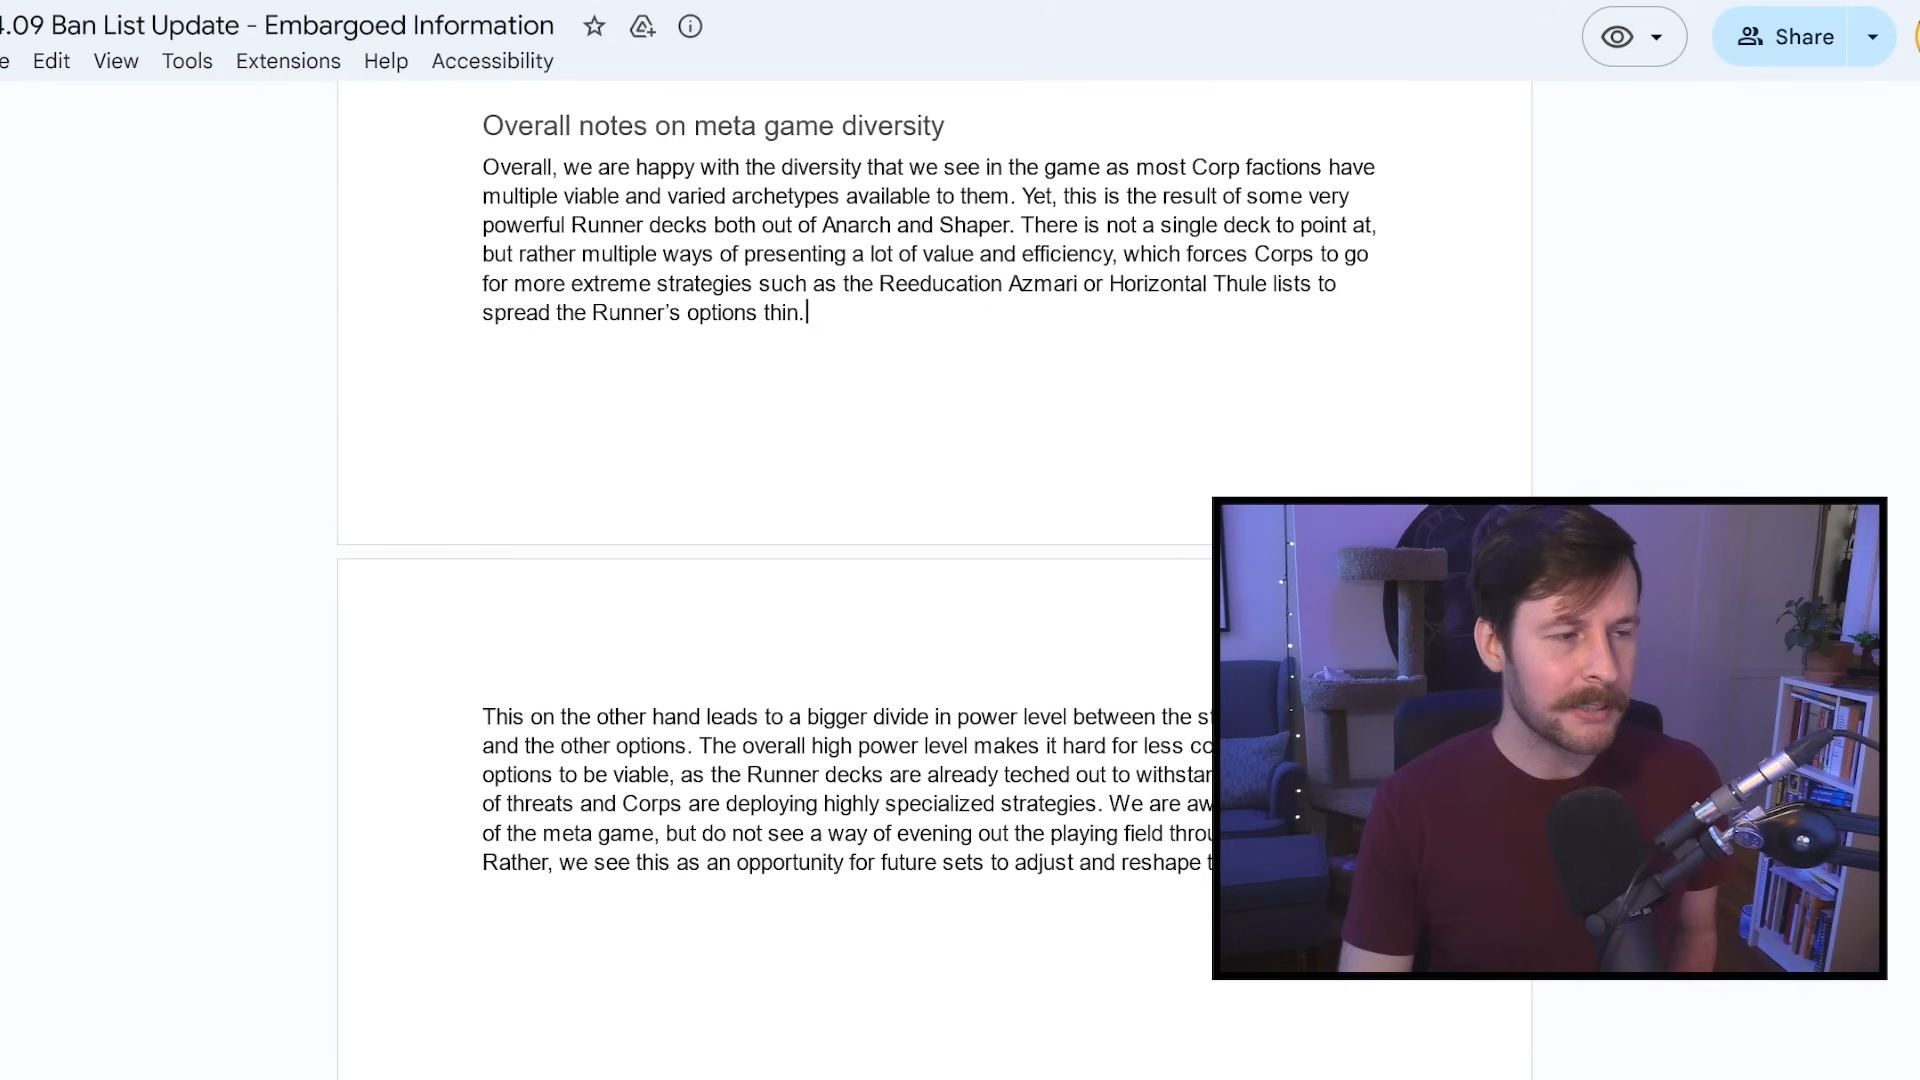 4.09 Ban List Update - Embargoed Information
Edit View Tools Extensions Help Accessibility
Share
Overall notes on meta game diversity
Overall, we are happy with the diversity that we see in the game as most Corp factions have
multiple viable and varied archetypes available to them. Yet, this is the result of some very
powerful Runner decks both out of Anarch and Shaper. There is not a single deck to point at,
but rather multiple ways of presenting a lot of value and efficiency, which forces Corps to go
for more extreme strategies such as the Reeducation Azmari or Horizontal Thule lists to
spread the Runner’s options thin.
This on the other hand leads to a bigger divide in power level between the
and the other options. The overall high power level makes it hard for less
options to be viable, as the Runner decks are already teched out to
of threats and Corps are deploying highly specialized strategies. We are
of the meta game, but do not see a way of evening out the playing field
Rather, we see this as an opportunity for future sets to adjust and reshape